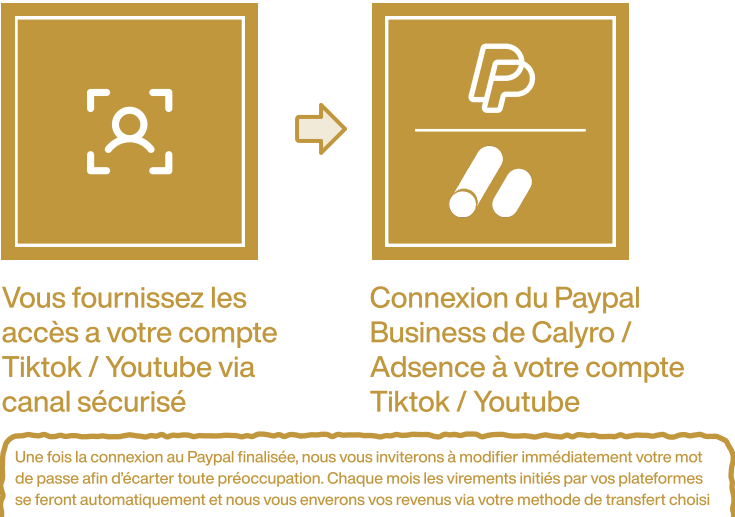 Vous fournissez les
accès a votre compte
Tiktok / Youtube via
canal sécurisé
Connexion du Paypal
Business de Calyro /
Adsence à votre compte
Tiktok / Youtube
Une fois la connexion au Paypal finalisée, nous vous inviterons à modifier immédiatement votre mot
de passe afin d'écarter toute préoccupation. Chaque mois les virements initiés par vos plateformes
se feront automatiquement et nous vous enverons vos revenus via votre methode de transfert choisi